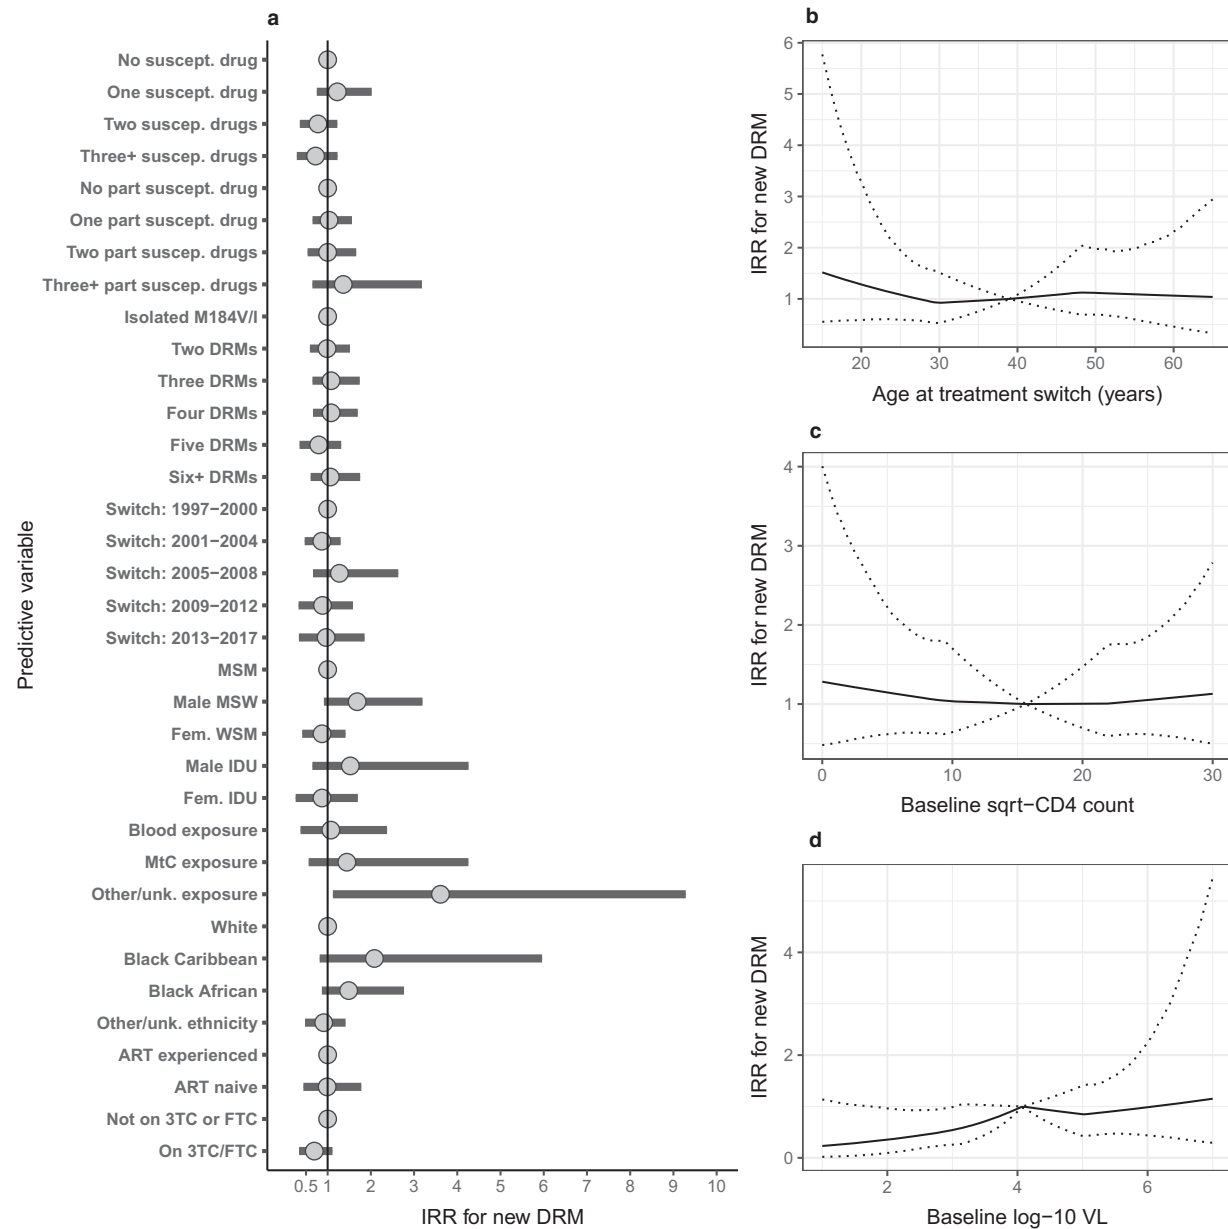 a
No suscept. drug
One suscept. drug
Two suscep. drugs
Three+ suscep. drugs
No part suscept. drug
One part suscept. drug
Two part suscept. drugs
Three+ part suscep. drugs
Isolated M184V/I
Two DRMs
Three DRMs
Four DRMs
Five DRMs
Six+ DRMs
Switch: 1997−2000
Switch: 2001−2004
Switch: 2005−2008
Switch: 2009−2012
Switch: 2013−2017
MSM
Male MSW
Fem. WSM
Male IDU
Fem. IDU
Blood exposure
MtC exposure
Other/unk. exposure
White
Black Caribbean
Black African
Other/unk. ethnicity
ART experienced
ART naive
Not on 3TC or FTC
On 3TC/FTC
Predictive variable
0.5 1 2 3 4 5 6 7 8 9 10
IRR for new DRM
b
6
5
4
3
2
1
IRR for new DRM
20 30 40 50 60
Age at treatment switch (years)
c
4
3
2
1
IRR for new DRM
0 10 20 30
Baseline sqrt−CD4 count
d
4
2
0
IRR for new DRM
2 4 6
Baseline log−10 VL